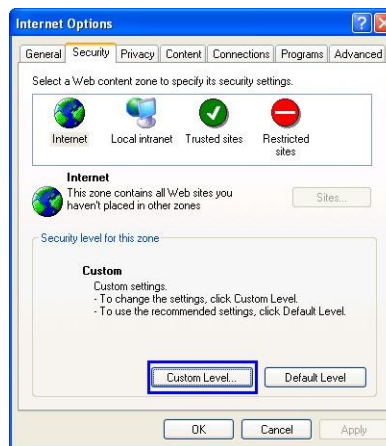 Internet Options
General Security Privacy Content Connections Programs Advanced
Select a Web content zone to specify its security settings.
Internet Local intranet Trusted sites Restricted sites
Internet
This zone contains all Web sites you
haven't placed in other zones
Sites...
Security level for this zone
Custom
Custom settings.
- To change the settings, click Custom Level.
- To use the recommended settings, click Default Level.
Custom Level... Default Level
OK Cancel Apply